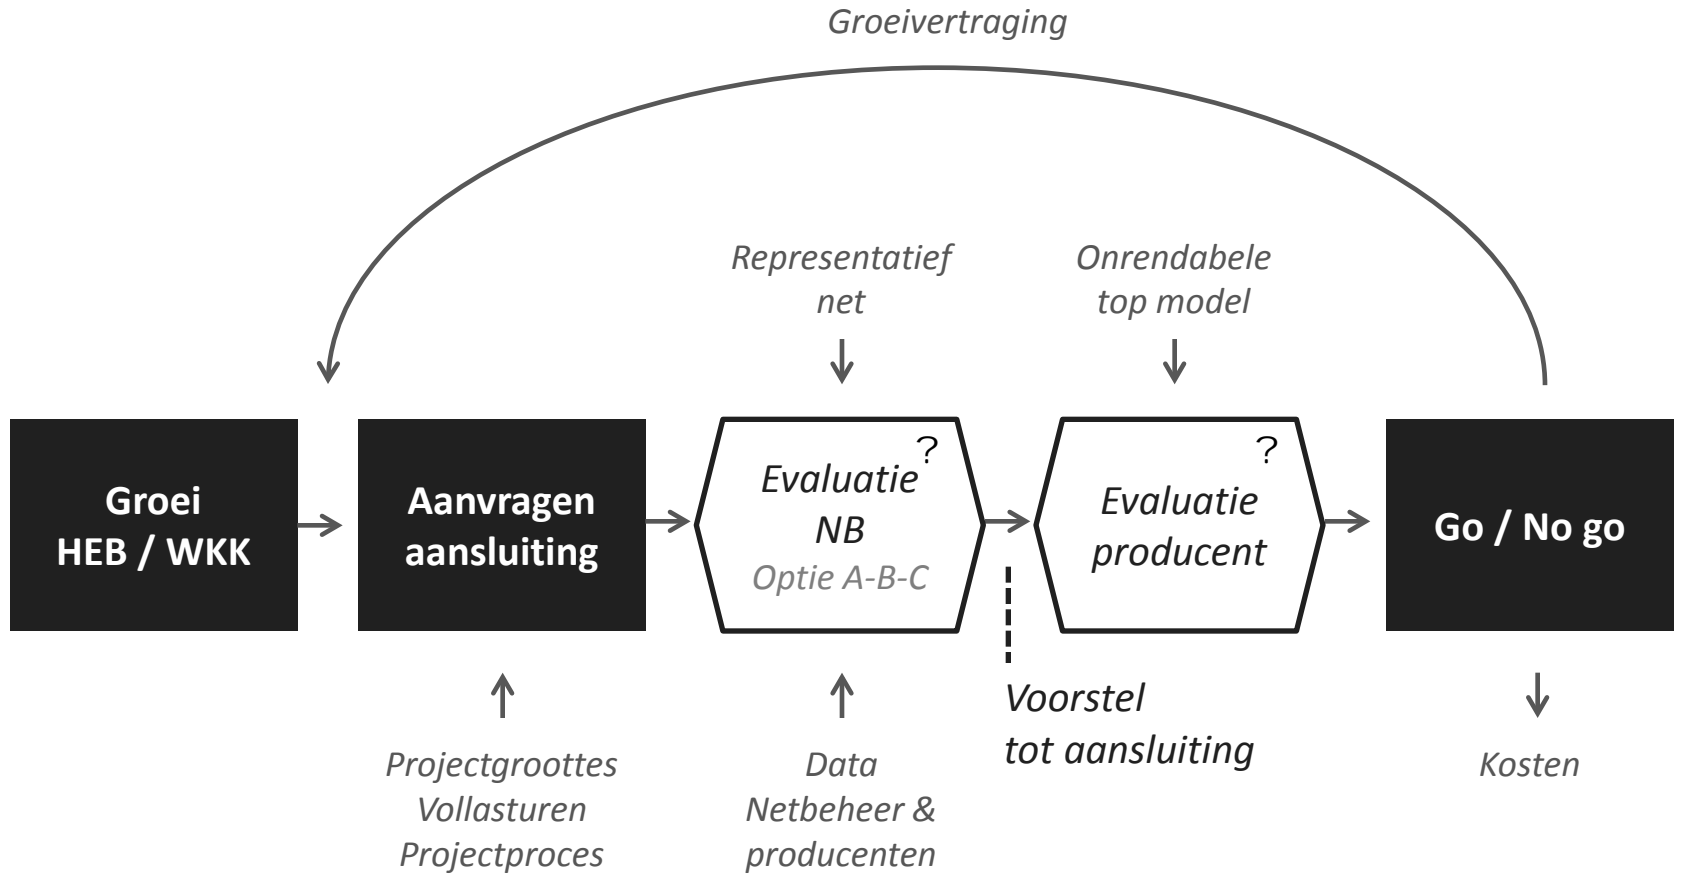 Groeivertraging
Representatief
net
Onrendabele
top model
Groei
HEB / WKK
Aanvragen
aansluiting
?
Evaluatie
NB
Optie A-B-C
?
Evaluatie
producent
Go / No go
Voorstel
tot aansluiting
Projectgroottes
Vollasturen
Projectproces
Data
Netbeheer &
producenten
Kosten